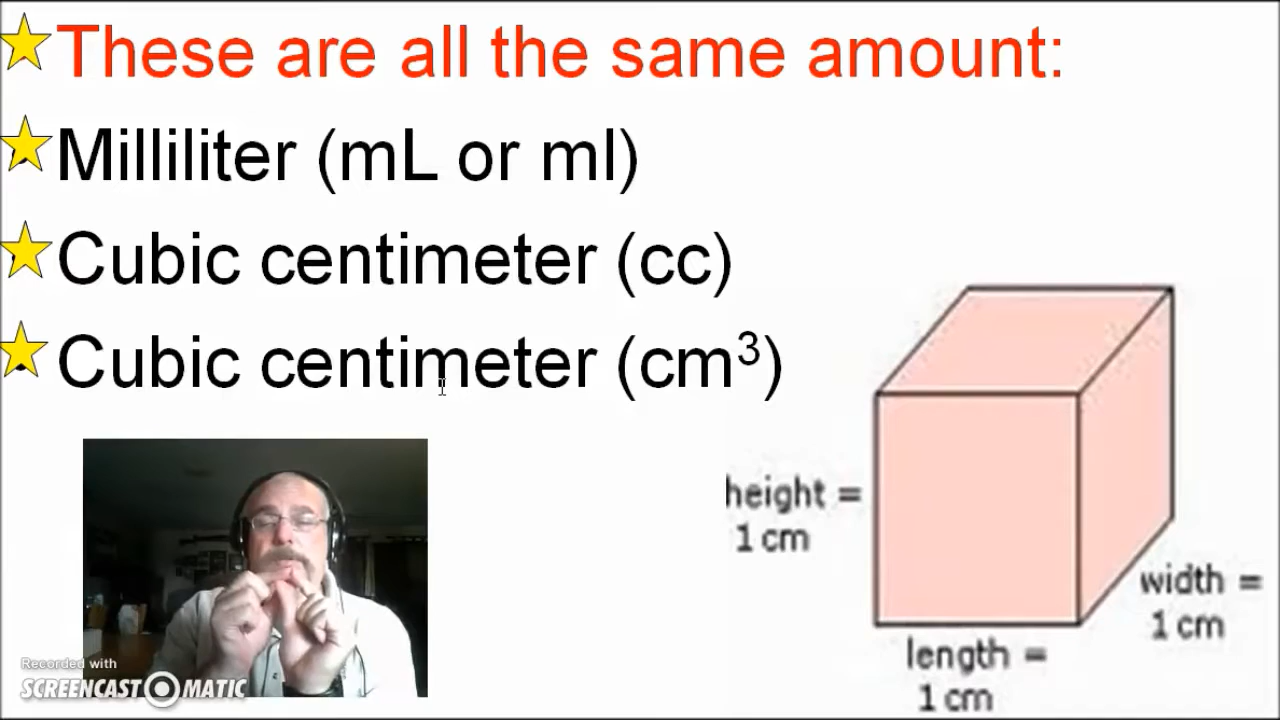 These are all the same amount:
Milliliter (mL or ml)
Cubic centimeter (cc)
Cubic centimeter (cm³)
height =
1 cm
width =
1 cm
length =
1 cm
Recorded with
SCREENCAST MATIC